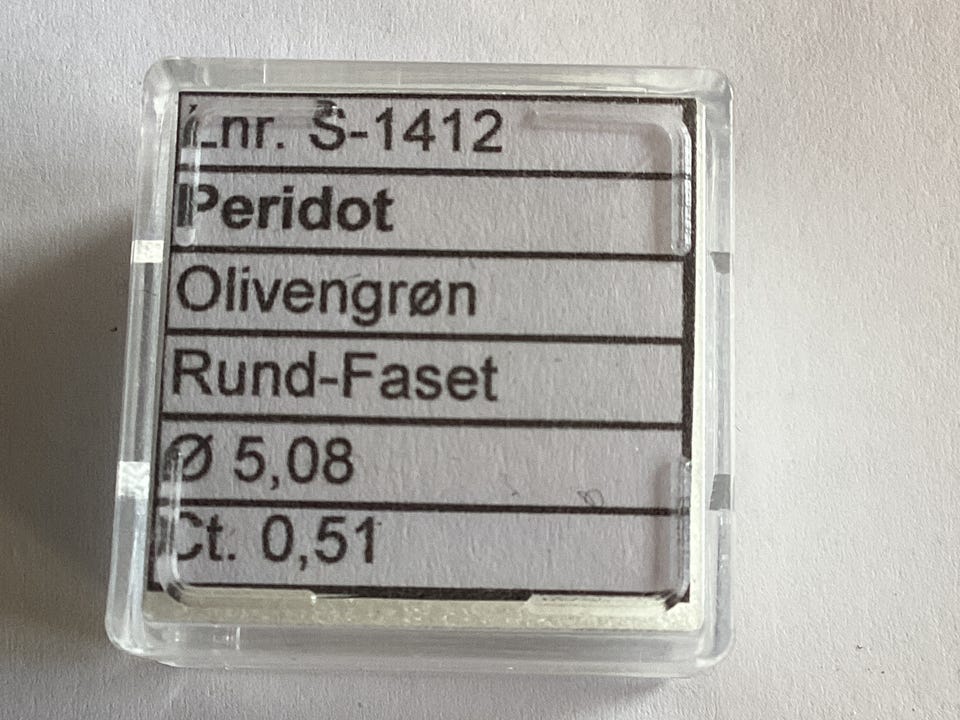 Lnr. S-1412
Peridot
Olivengrøn
Rund-Faset
Ø 5,08
Ct. 0,51